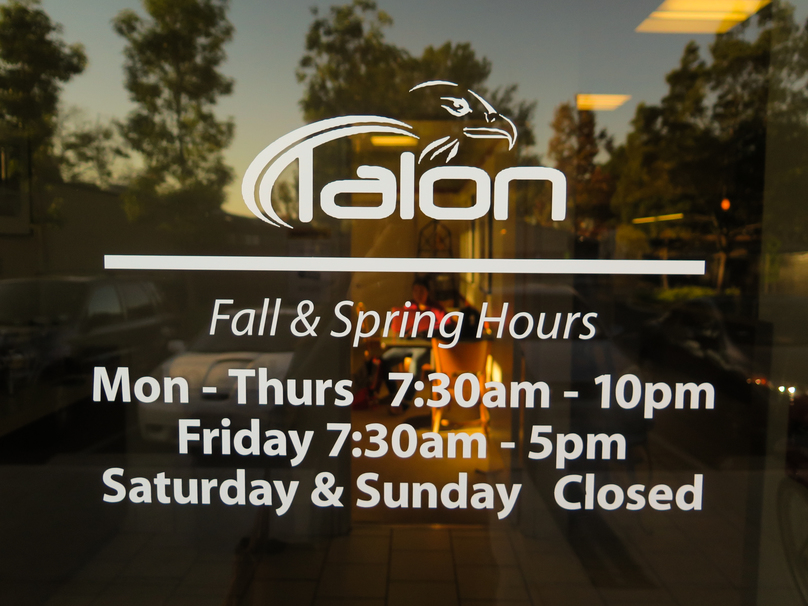 Talon
Fall & Spring Hours
Mon - Thurs 7:30am - 10pm
Friday 7:30am - 5pm
Saturday & Sunday Closed